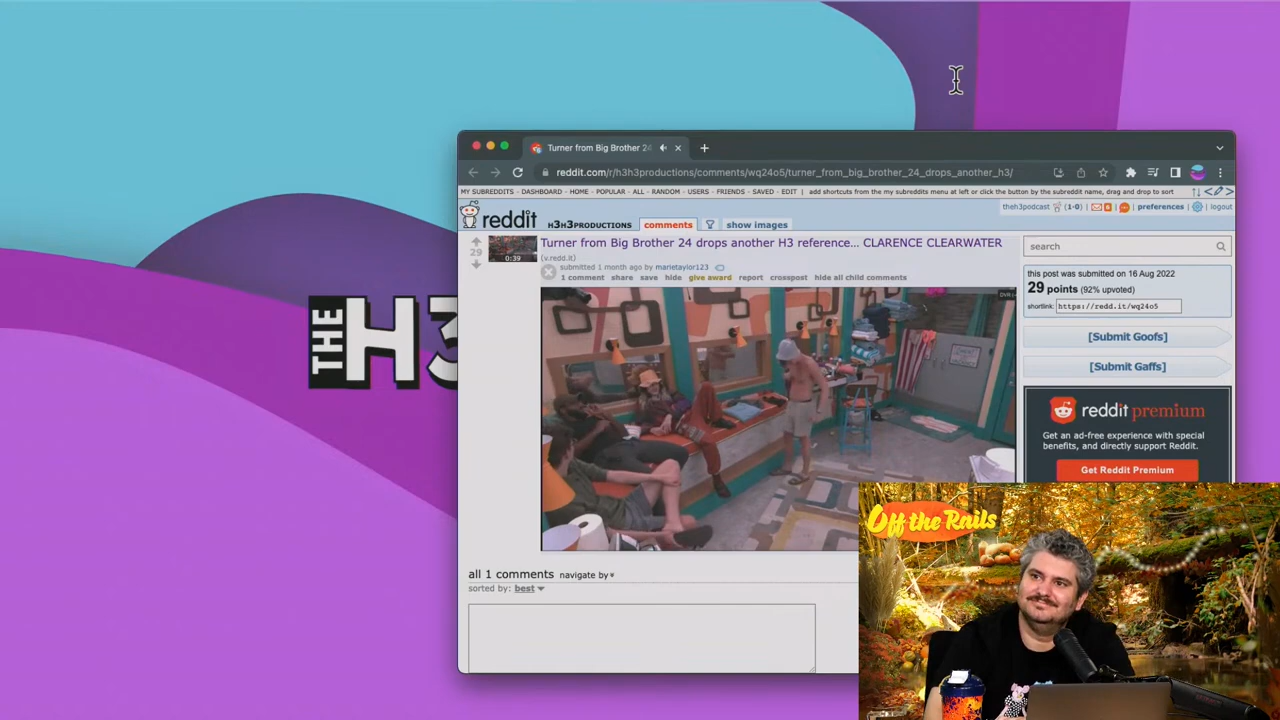 Turner from Big Brother 24
reddit.com/r/h3h3productions/comments/wq24o5/turner_from_big_brother_24_drops_another_h3/
MY SUBREDDITS - DASHBOARD - HOME - POPULAR - ALL - RANDOM - USERS - FRIENDS - SAVED - EDIT | add shortcuts from the my subreddits menu at left or click the button by the subreddit name, drag and drop to sort
theh3podcast (1·0) | preferences | logout
reddit H3H3PRODUCTIONS comments show images
Turner from Big Brother 24 drops another H3 reference... CLARENCE CLEARWATER
(v.redd.it)
29
0:39
submitted 1 month ago by marietaylor123
1 comment share save hide give award report crosspost hide all child comments
search
this post was submitted on 16 Aug 2022
29 points (92% upvoted)
shortlink: https://redd.it/wq24o5
[Submit Goofs]
[Submit Gaffs]
reddit premium
Get an ad-free experience with special
benefits, and directly support Reddit.
Get Reddit Premium
THE H3
all 1 comments navigate by
sorted by: best
Off the Rails